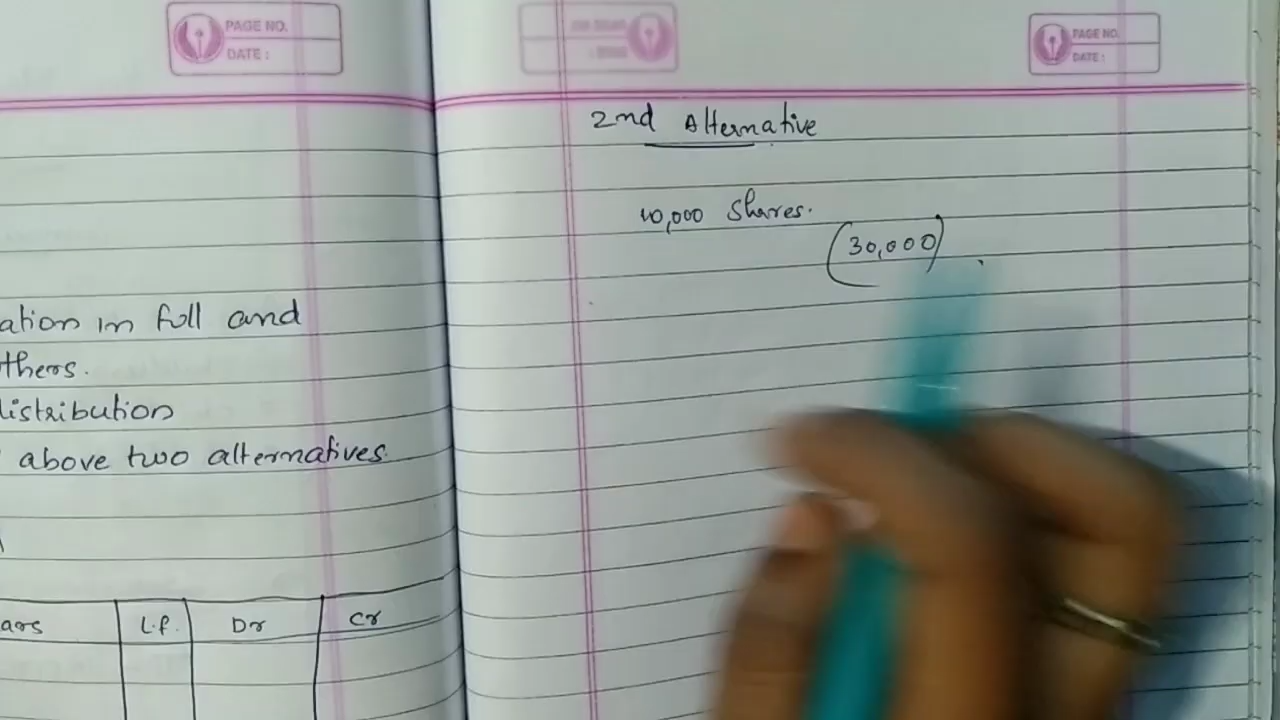 PAGE NO.
DATE :
PAGE NO.
DATE :
ation in full and
thers.
distribution
above two alternatives.
ars L.f. Dr Cr
2nd Alternative
10,000 Shares.
(30,000)